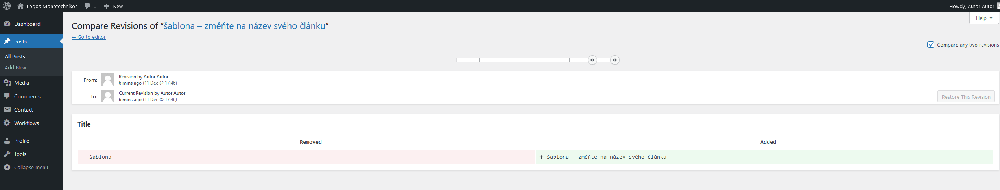 Logos Monotechnikos 0 New Howdy, Autor Autor
Dashboard
Posts
All Posts
Add New
Media
Comments
Contact
Workflows
Profile
Tools
Collapse menu
Help
Compare Revisions of “šablona – změňte na název svého článku”
← Go to editor
Compare any two revisions
From: Revision by Autor Autor
6 mins ago (11 Dec @ 17:46)
To: Current Revision by Autor Autor
6 mins ago (11 Dec @ 17:46)
Restore This Revision
Title
Removed Added
− šablona + šablona - změňte na název svého článku